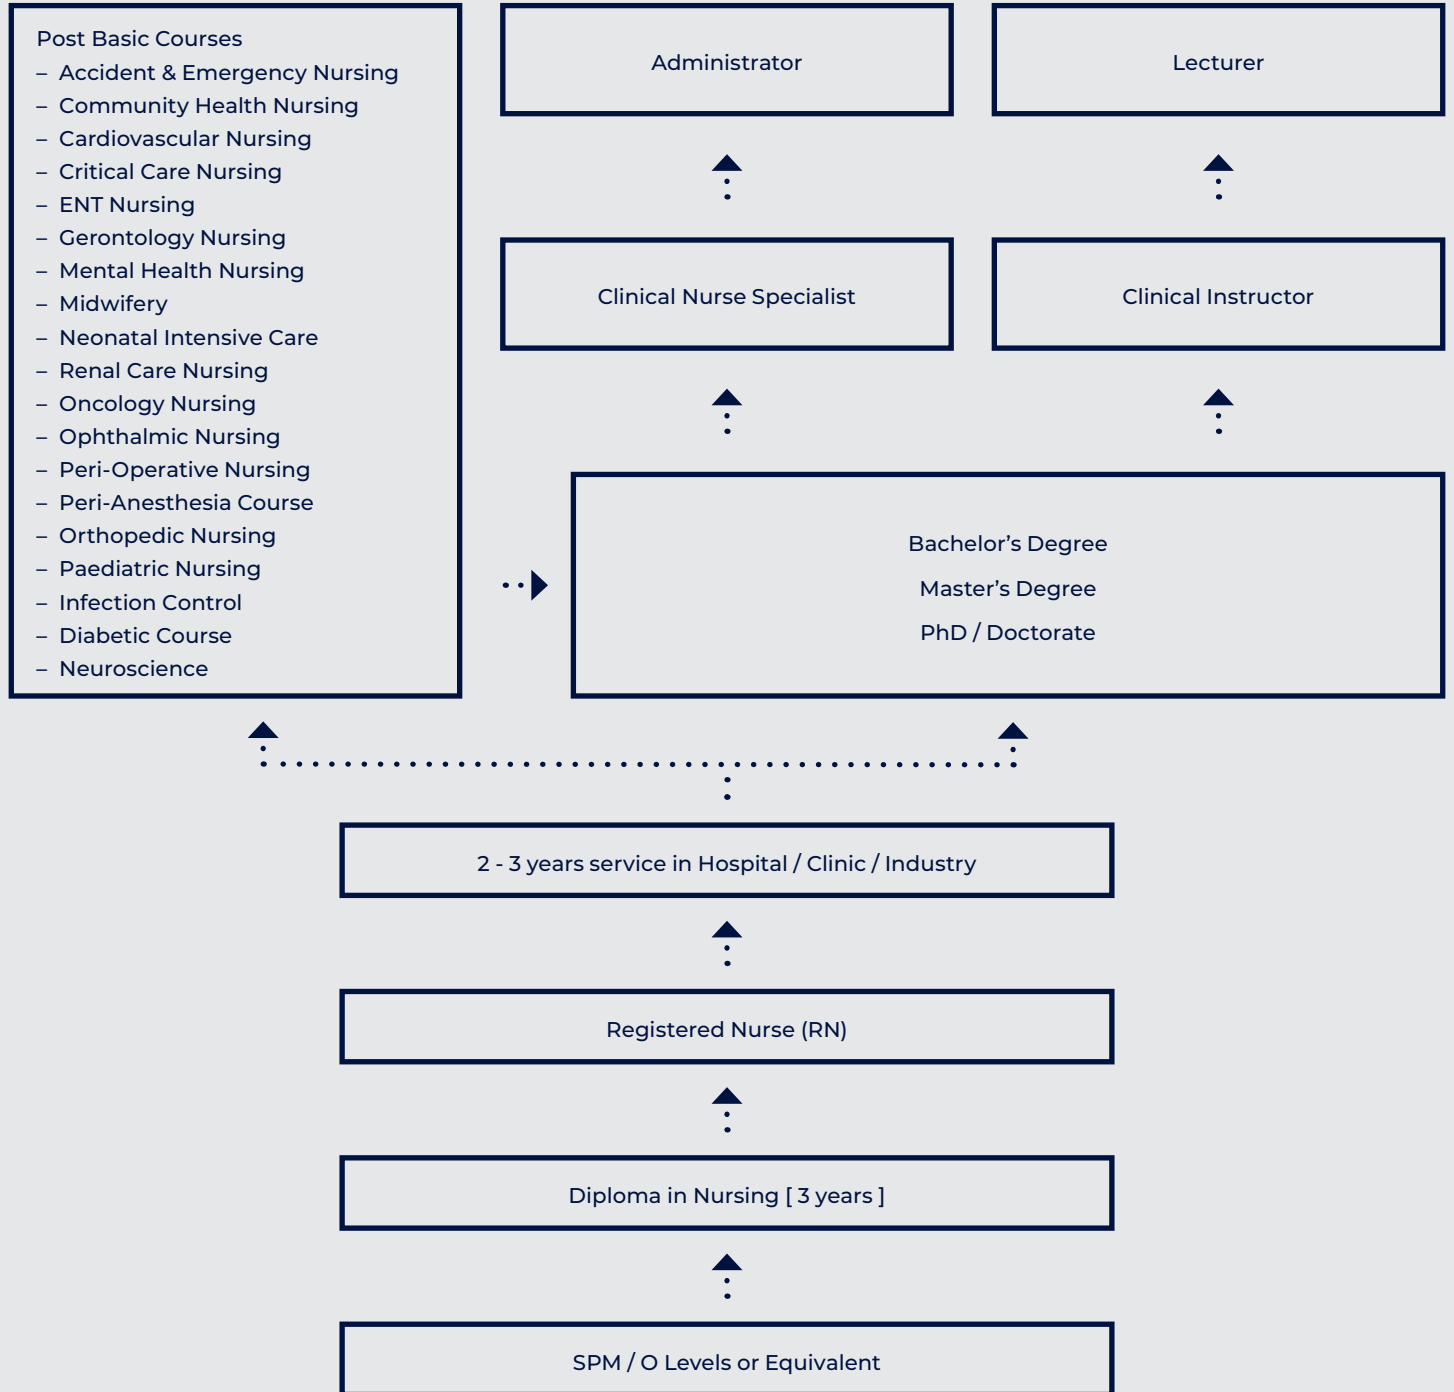 Post Basic Courses
– Accident & Emergency Nursing
– Community Health Nursing
– Cardiovascular Nursing
– Critical Care Nursing
– ENT Nursing
– Gerontology Nursing
– Mental Health Nursing
– Midwifery
– Neonatal Intensive Care
– Renal Care Nursing
– Oncology Nursing
– Ophthalmic Nursing
– Peri-Operative Nursing
– Peri-Anesthesia Course
– Orthopedic Nursing
– Paediatric Nursing
– Infection Control
– Diabetic Course
– Neuroscience
Administrator
Lecturer
Clinical Nurse Specialist
Clinical Instructor
Bachelor’s Degree
Master’s Degree
PhD / Doctorate
2 - 3 years service in Hospital / Clinic / Industry
Registered Nurse (RN)
Diploma in Nursing [ 3 years ]
SPM / O Levels or Equivalent